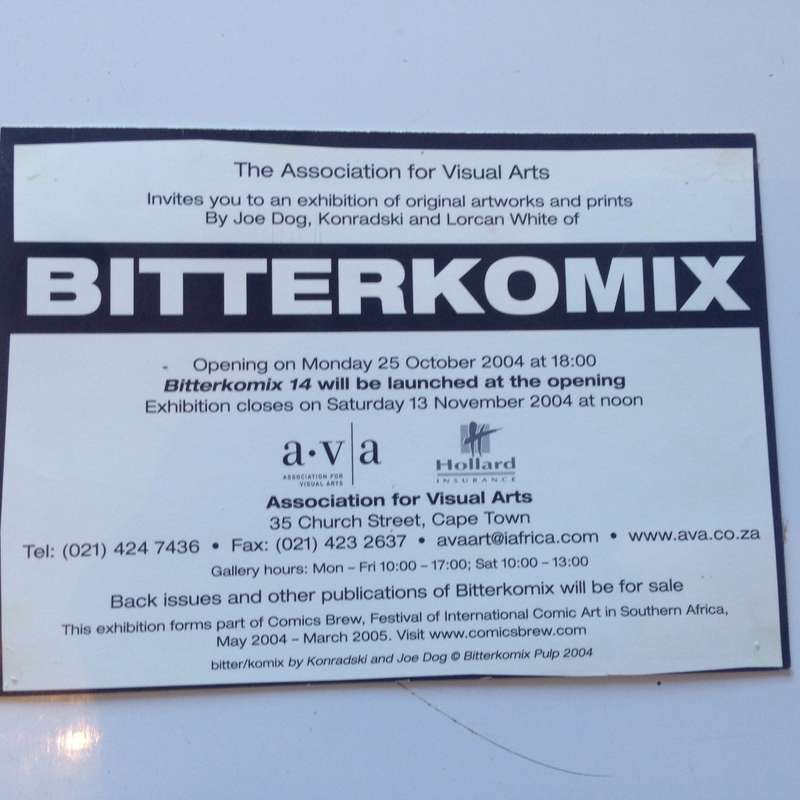 The Association for Visual Arts
Invites you to an exhibition of original artworks and prints
By Joe Dog, Konradski and Lorcan White of
BITTERKOMIX
Opening on Monday 25 October 2004 at 18:00
Bitterkomix 14 will be launched at the opening
Exhibition closes on Saturday 13 November 2004 at noon
a·v|a
ASSOCIATION FOR
VISUAL ARTS
Hollard
INSURANCE
Association for Visual Arts
35 Church Street, Cape Town
Tel: (021) 424 7436 • Fax: (021) 423 2637 • avaart@iafrica.com • www.ava.co.za
Gallery hours: Mon – Fri 10:00 – 17:00; Sat 10:00 – 13:00
Back issues and other publications of Bitterkomix will be for sale
This exhibition forms part of Comics Brew, Festival of International Comic Art in Southern Africa,
May 2004 – March 2005. Visit www.comicsbrew.com
bitter/komix by Konradski and Joe Dog © Bitterkomix Pulp 2004